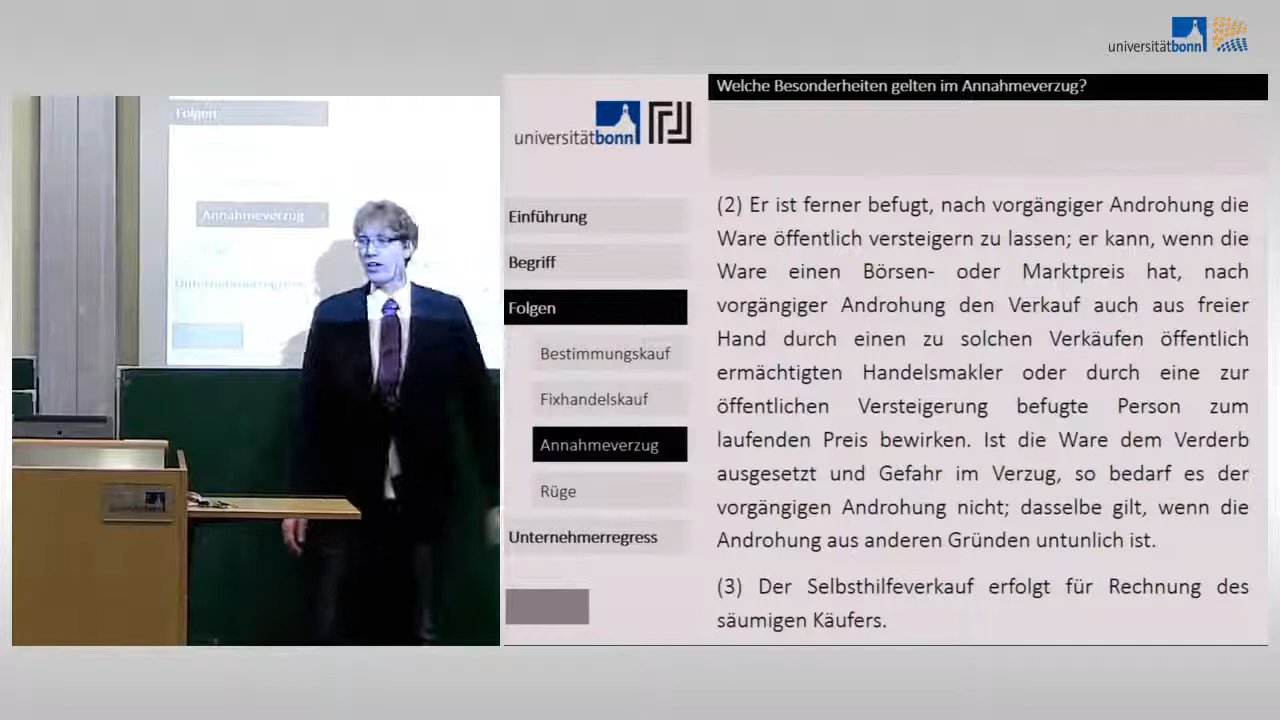 universitätbonn
Welche Besonderheiten gelten im Annahmeverzug?
universitätbonn
Folgen
Annahmeverzug
Unternehmerregress
Einführung
Begriff
Folgen
Bestimmungskauf
Fixhandelskauf
Annahmeverzug
Rüge
Unternehmerregress
(2) Er ist ferner befugt, nach vorgängiger Androhung die
Ware öffentlich versteigern zu lassen; er kann, wenn die
Ware einen Börsen- oder Marktpreis hat, nach
vorgängiger Androhung den Verkauf auch aus freier
Hand durch einen zu solchen Verkäufen öffentlich
ermächtigten Handelsmakler oder durch eine zur
öffentlichen Versteigerung befugte Person zum
laufenden Preis bewirken. Ist die Ware dem Verderb
ausgesetzt und Gefahr im Verzug, so bedarf es der
vorgängigen Androhung nicht; dasselbe gilt, wenn die
Androhung aus anderen Gründen untunlich ist.
(3) Der Selbsthilfeverkauf erfolgt für Rechnung des
säumigen Käufers.